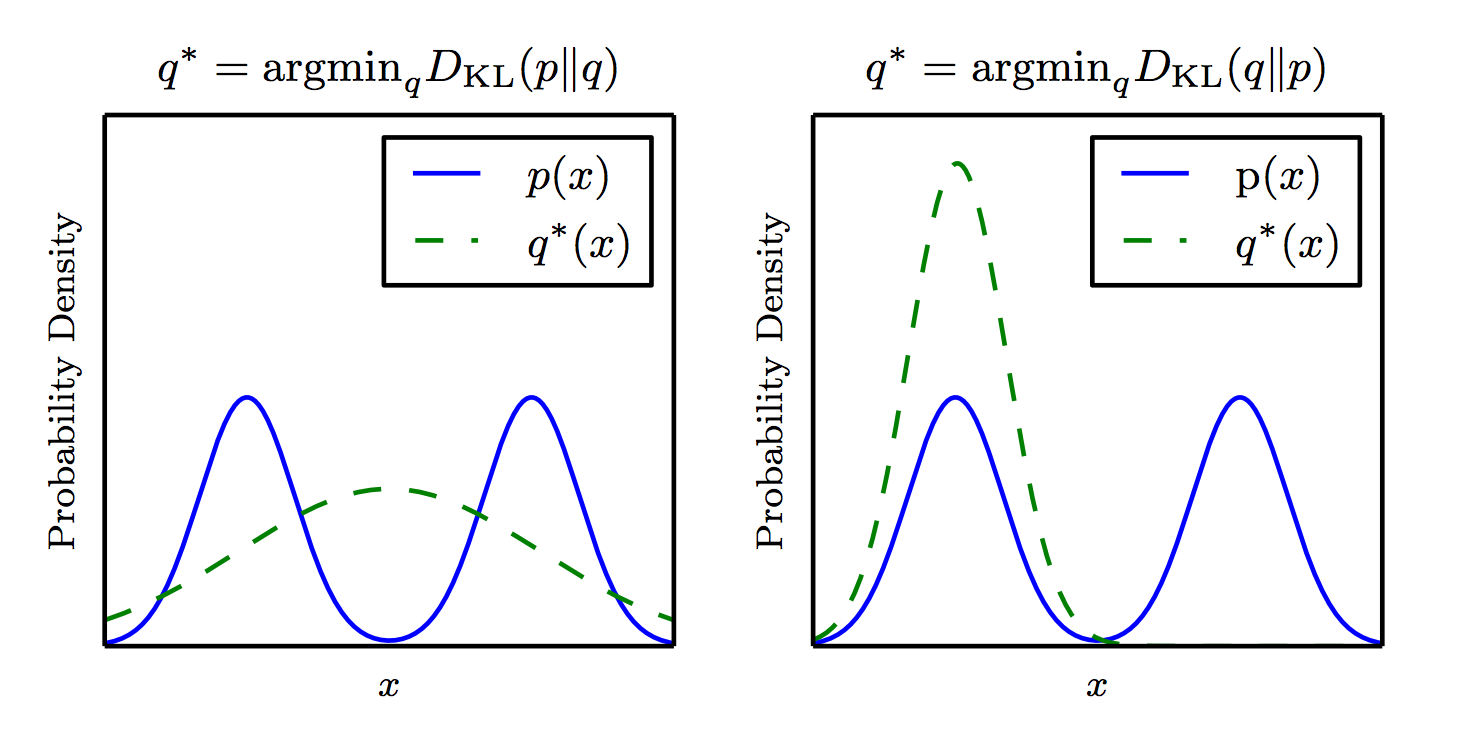 q* = argmin_q D_KL(p‖q)
p(x)
q*(x)
Probability Density
x
q* = argmin_q D_KL(q‖p)
p(x)
q*(x)
Probability Density
x